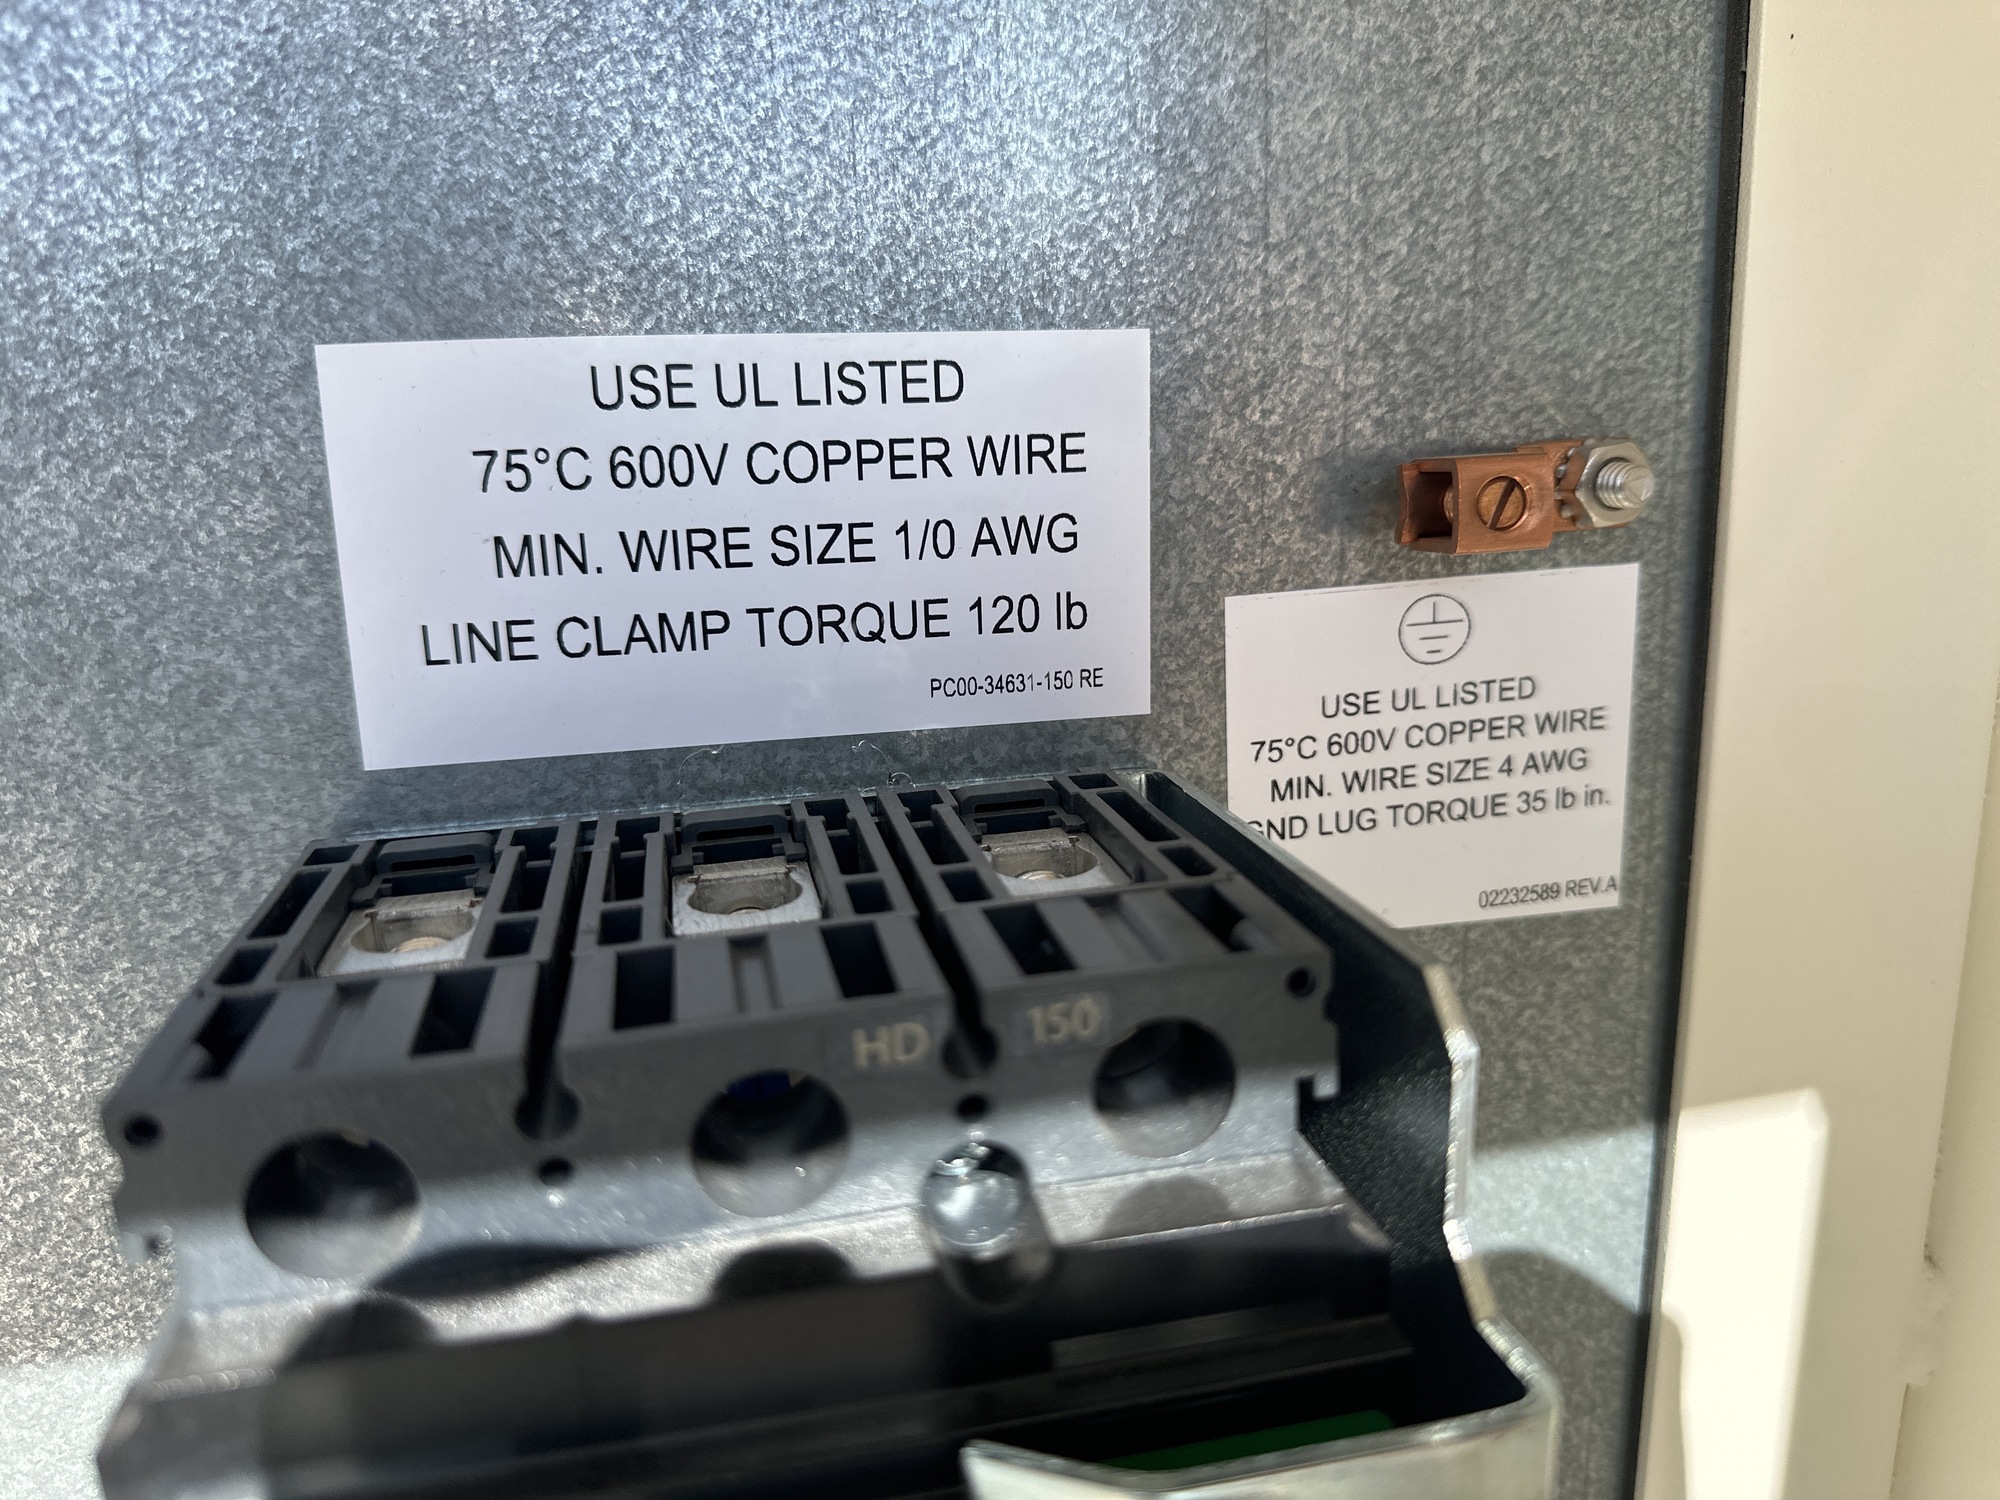 USE UL LISTED
75°C 600V COPPER WIRE
MIN. WIRE SIZE 1/0 AWG
LINE CLAMP TORQUE 120 lb
PC00-34631-150 RE
USE UL LISTED
75°C 600V COPPER WIRE
MIN. WIRE SIZE 4 AWG
GND LUG TORQUE 35 lb in.
02232589 REV.A
HD 150